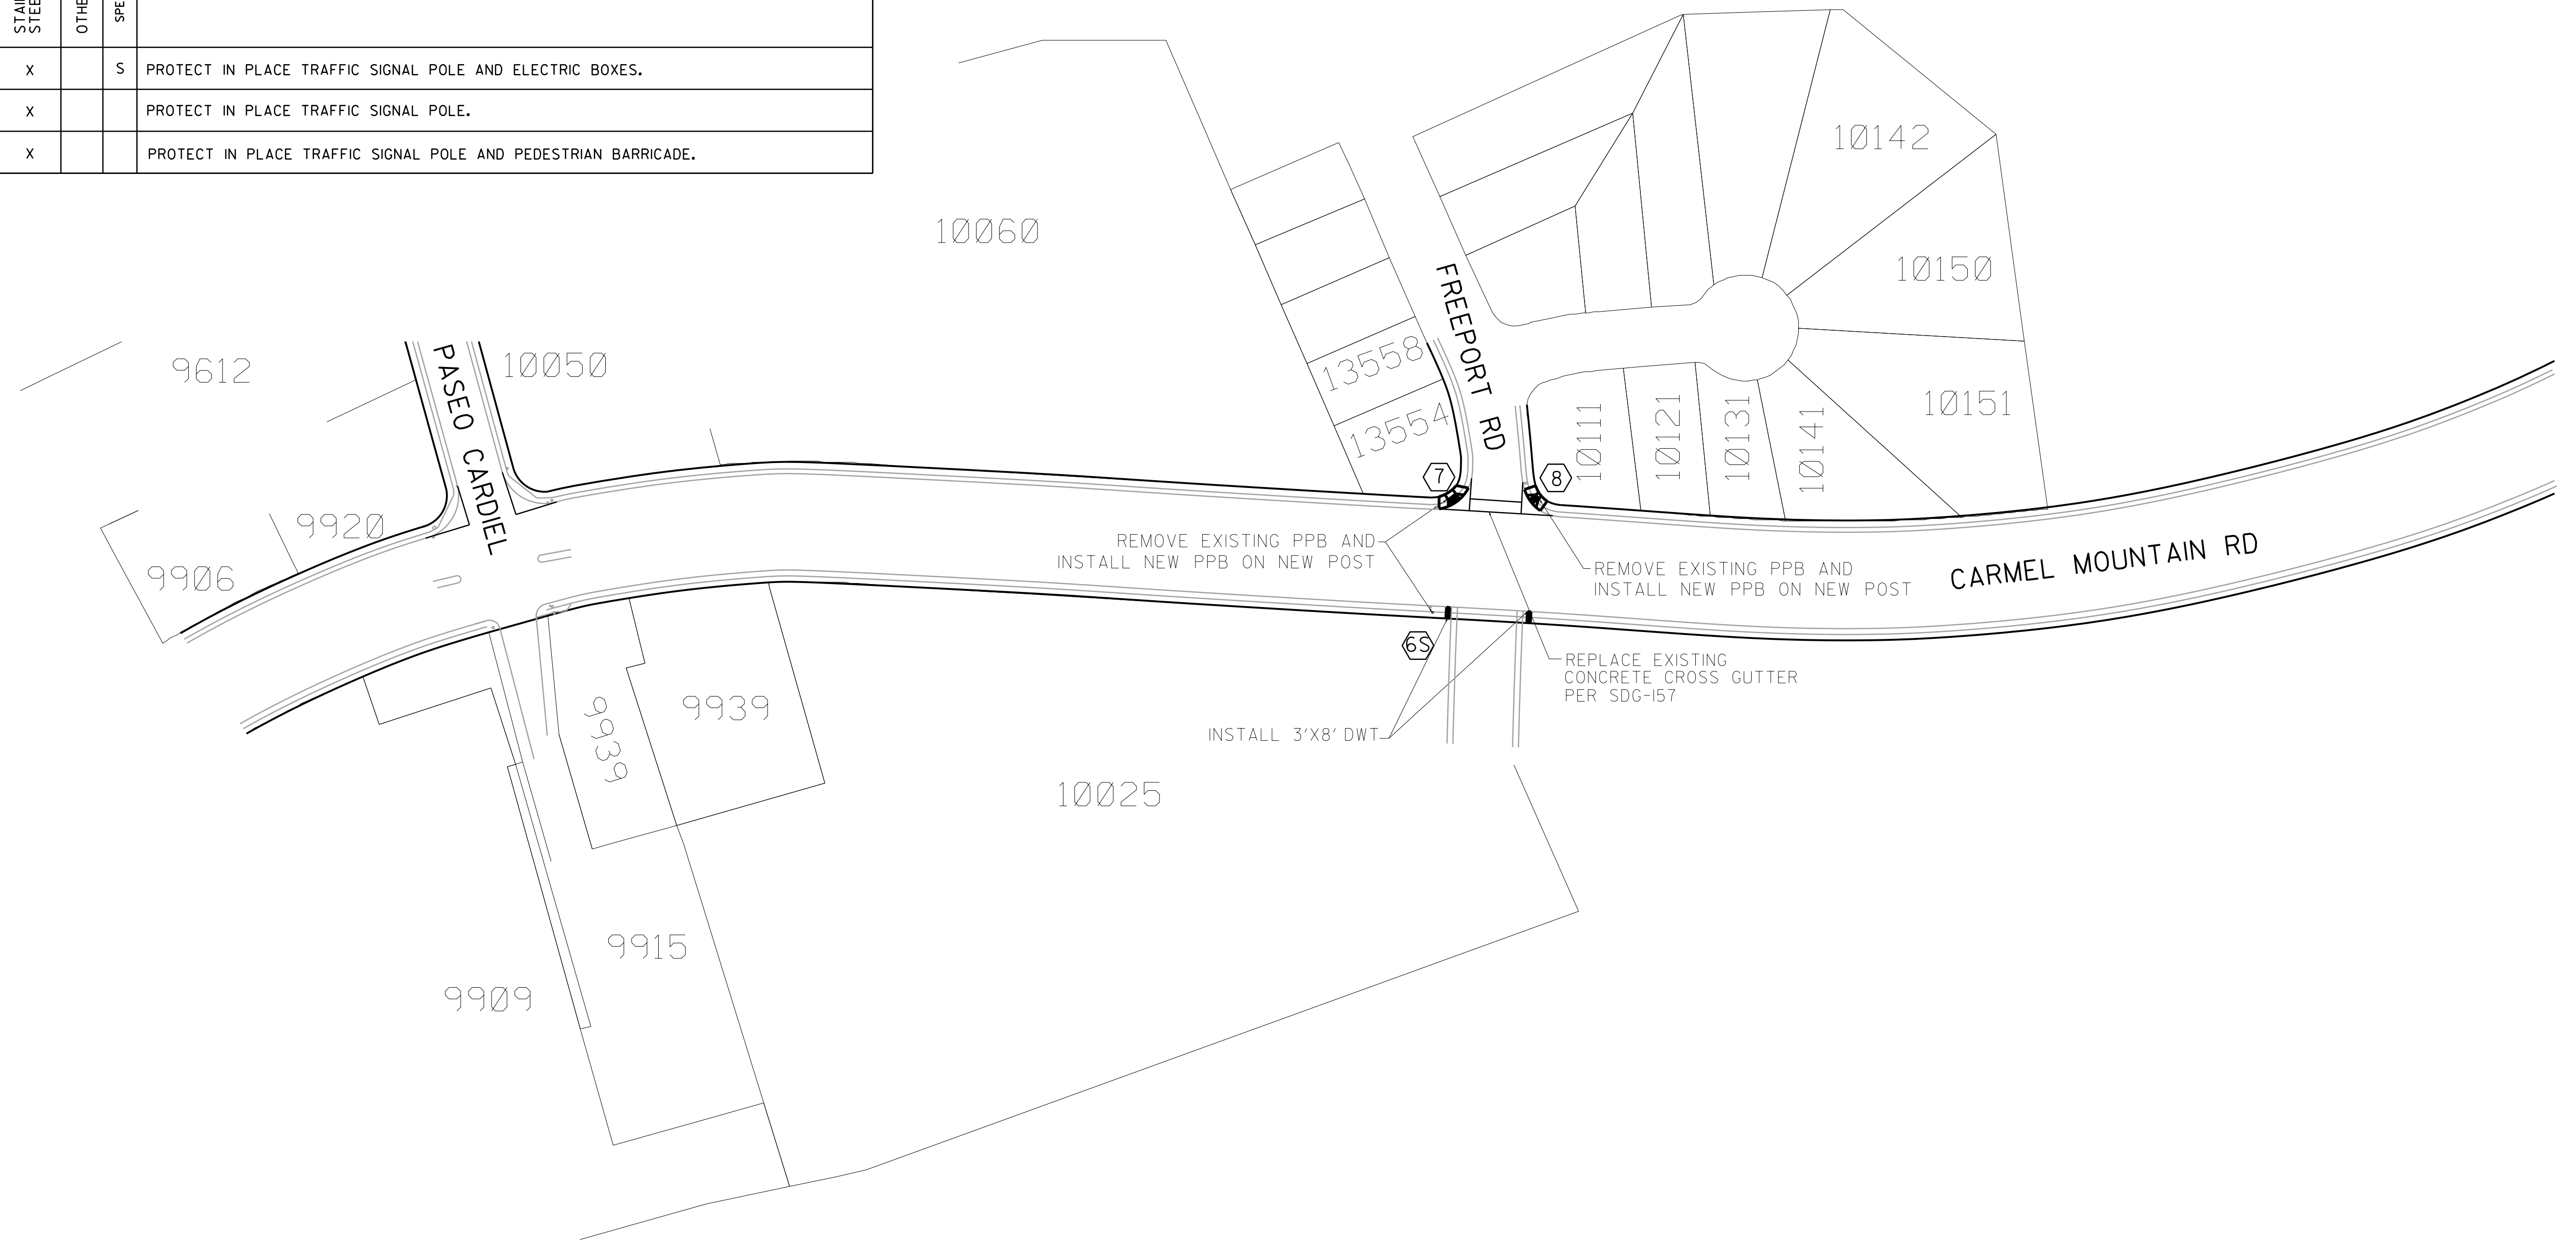 STEE
OTHE
SPE
X S PROTECT IN PLACE TRAFFIC SIGNAL POLE AND ELECTRIC BOXES.
X PROTECT IN PLACE TRAFFIC SIGNAL POLE.
X PROTECT IN PLACE TRAFFIC SIGNAL POLE AND PEDESTRIAN BARRICADE.
10142
10060
10150
FREEPORT RD
13558
PASEO CARDIEL
10050
9612
10151
10111
10121
10131
10141
13554
7
8
9920
9906
REMOVE EXISTING PPB AND
INSTALL NEW PPB ON NEW POST
REMOVE EXISTING PPB AND
INSTALL NEW PPB ON NEW POST
CARMEL MOUNTAIN RD
6S
REPLACE EXISTING
CONCRETE CROSS GUTTER
PER SDG-157
9939
9939
INSTALL 3'X8' DWT
10025
9915
9909